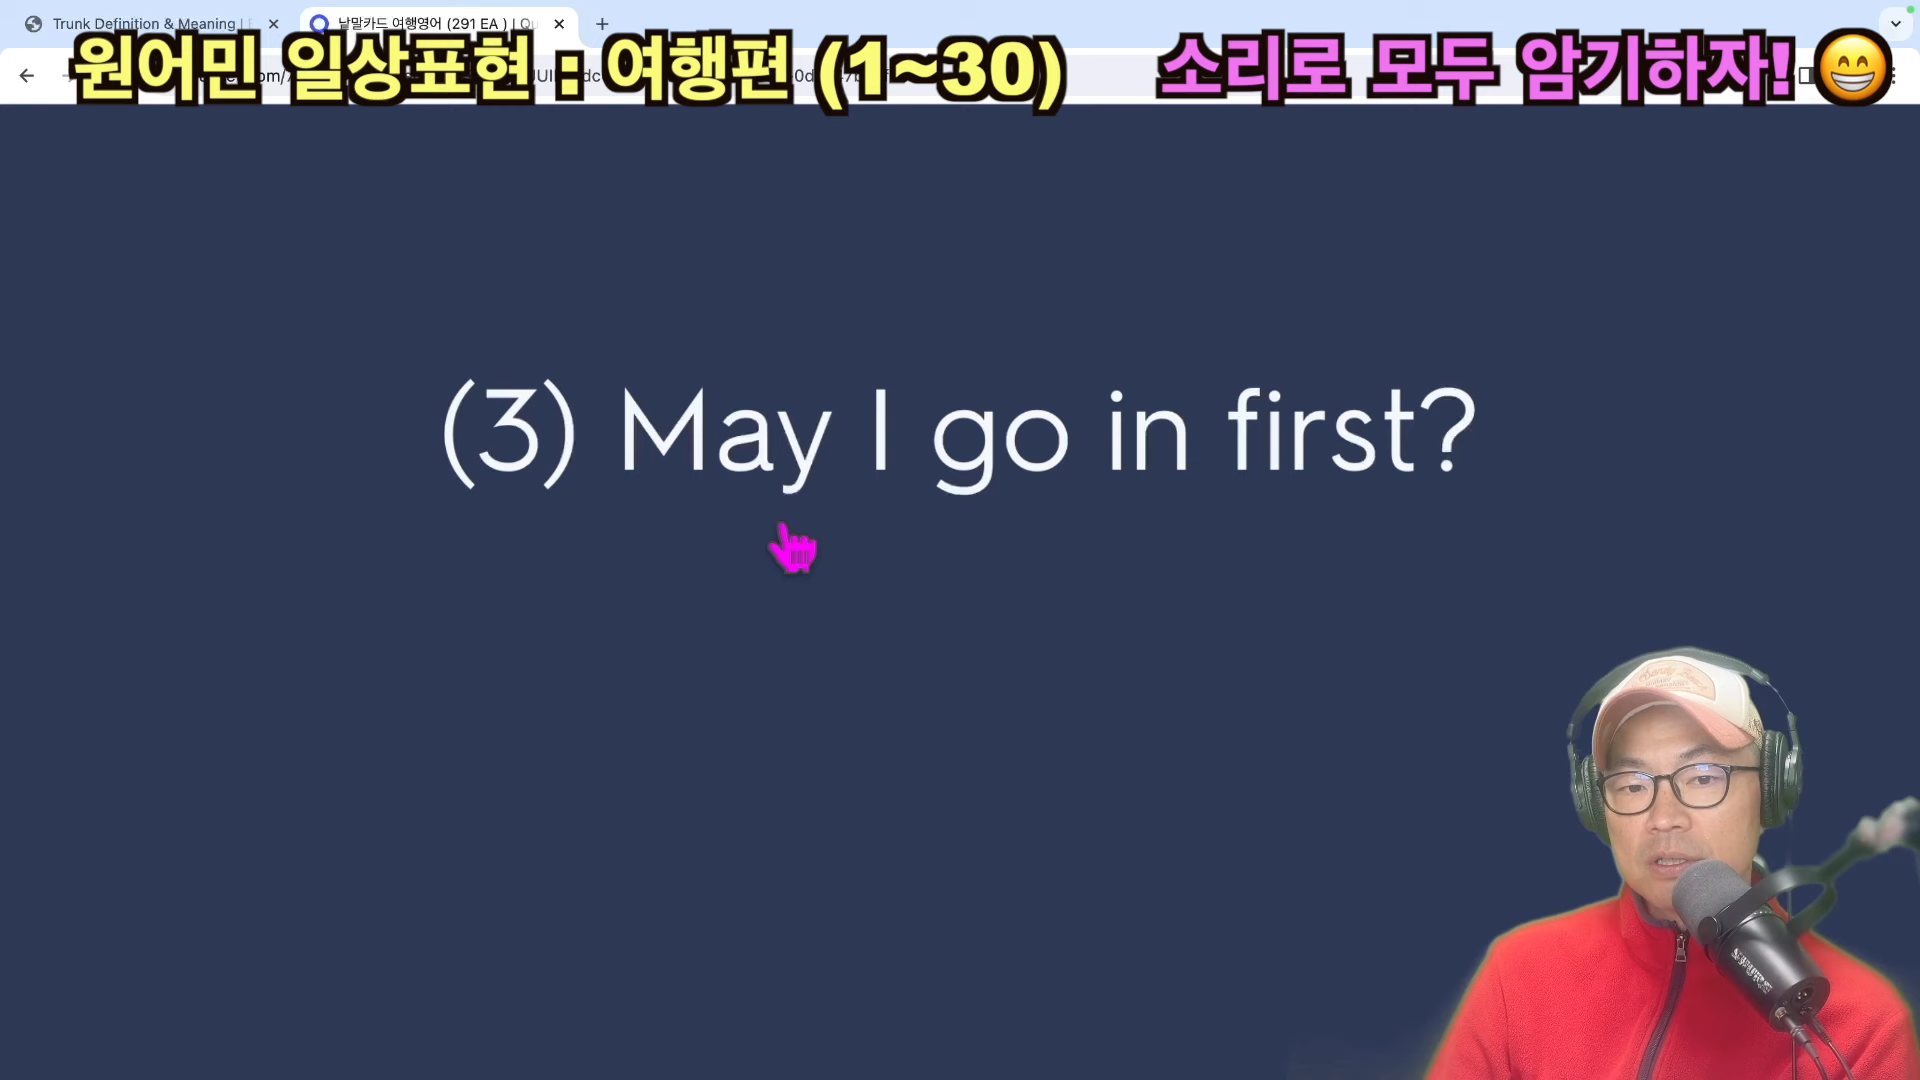 Trunk Definition & Meaning |
낱말카드 여행영어 (291 EA ) | Qu
원어민 일상표현 : 여행편 (1~30)
소리로 모두 암기하자! 😁
(3) May I go in first?